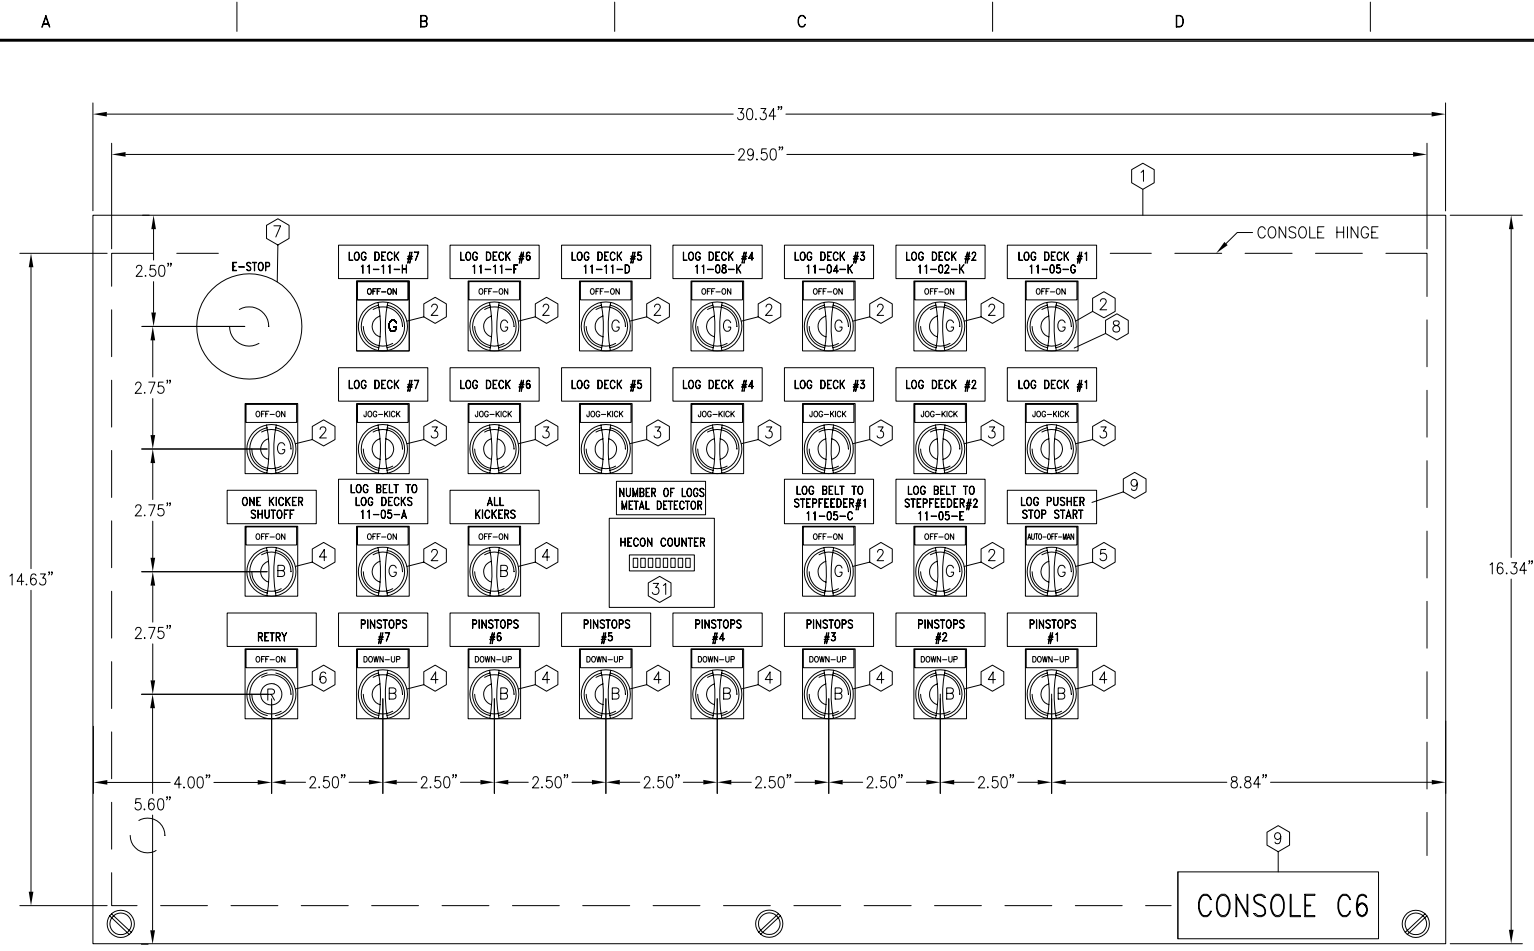 A B C D
30.34"
29.50"
1
7
CONSOLE HINGE
2.50"
E-STOP
LOG DECK #7 LOG DECK #6 LOG DECK #5 LOG DECK #4 LOG DECK #3 LOG DECK #2 LOG DECK #1
11-11-H 11-11-F 11-11-D 11-08-K 11-04-K 11-02-K 11-05-G
OFF-ON OFF-ON OFF-ON OFF-ON OFF-ON OFF-ON OFF-ON
2 2 2 2 2 2 2
G G G G G G G 8
2.75"
LOG DECK #7 LOG DECK #6 LOG DECK #5 LOG DECK #4 LOG DECK #3 LOG DECK #2 LOG DECK #1
OFF-ON JOG-KICK JOG-KICK JOG-KICK JOG-KICK JOG-KICK JOG-KICK JOG-KICK
2 3 3 3 3 3 3 3
G
2.75"
ONE KICKER
SHUTOFF
LOG BELT TO
LOG DECKS
11-05-A
ALL
KICKERS
NUMBER OF LOGS
METAL DETECTOR
LOG BELT TO
STEPFEEDER#1
11-05-C
LOG BELT TO
STEPFEEDER#2
11-05-E
LOG PUSHER
STOP START
9
OFF-ON OFF-ON OFF-ON HECON COUNTER OFF-ON OFF-ON AUTO-OFF-MAN
4 2 4 2 2 5
B G B G G G
31
14.63"
16.34"
2.75"
RETRY
PINSTOPS PINSTOPS PINSTOPS PINSTOPS PINSTOPS PINSTOPS PINSTOPS
#7 #6 #5 #4 #3 #2 #1
OFF-ON DOWN-UP DOWN-UP DOWN-UP DOWN-UP DOWN-UP DOWN-UP DOWN-UP
6 4 4 4 4 4 4 4
R B B B B B B B
4.00" 2.50" 2.50" 2.50" 2.50" 2.50" 2.50" 2.50" 8.84"
5.60"
9
CONSOLE C6